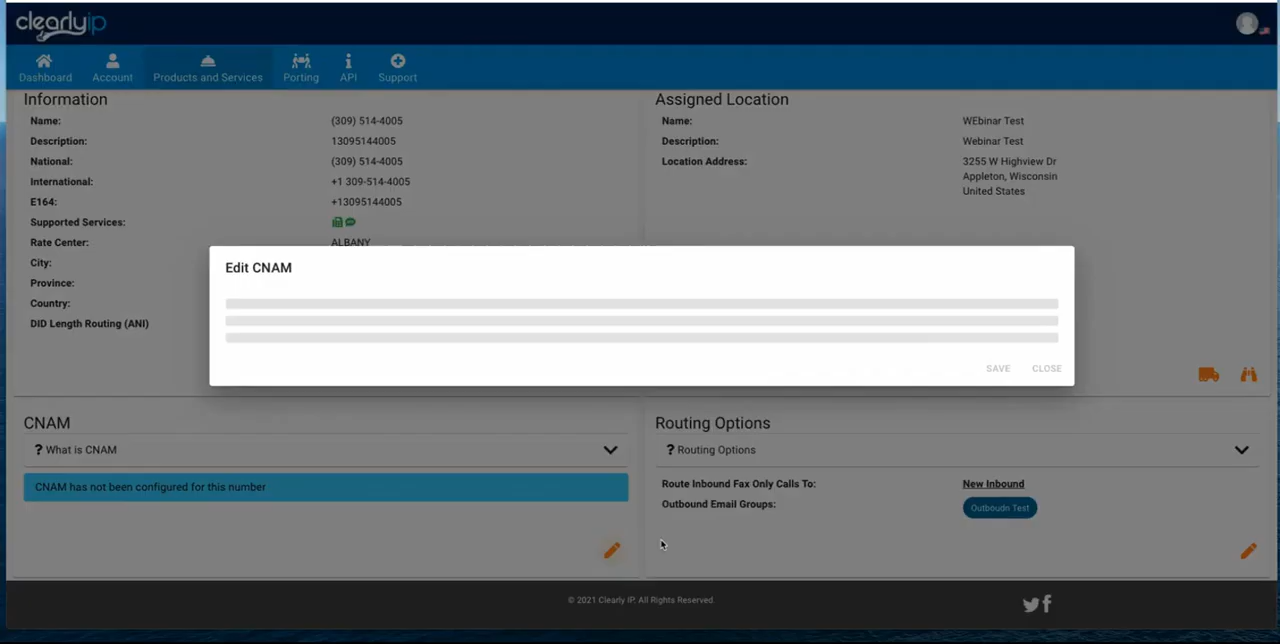 clearlyip
Dashboard
Account
Products and Services
Porting
API
Support
Information
Name: (309) 514-4005
Description: 13095144005
National: (309) 514-4005
International: +1 309-514-4005
E164: +13095144005
Supported Services:
Rate Center: ALBANY
City:
Province:
Country:
DID Length Routing (ANI)
Assigned Location
Name: WEbinar Test
Description: Webinar Test
Location Address: 3255 W Highview Dr
Appleton, Wisconsin
United States
Edit CNAM
SAVE CLOSE
CNAM
? What is CNAM
CNAM has not been configured for this number
Routing Options
? Routing Options
Route Inbound Fax Only Calls To: New Inbound
Outbound Email Groups: Outboudn Test
© 2021 Clearly IP. All Rights Reserved